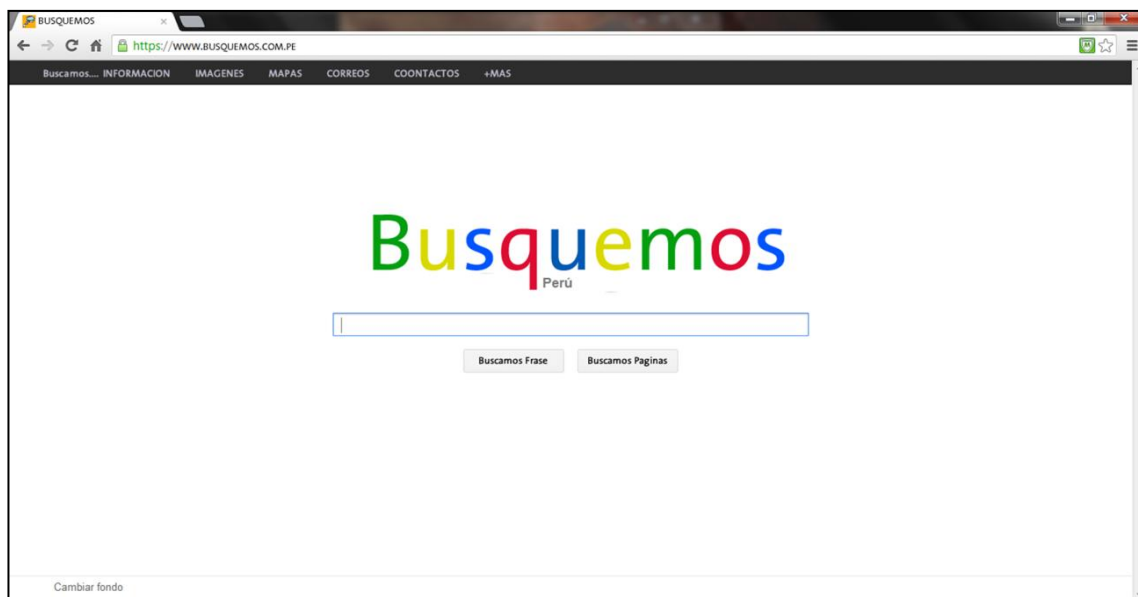 BUSQUEMOS
https://WWW.BUSQUEMOS.COM.PE
Buscamos.... INFORMACION IMAGENES MAPAS CORREOS COONTACTOS +MAS
Busquemos
Perú
Buscamos Frase Buscamos Paginas
Cambiar fondo